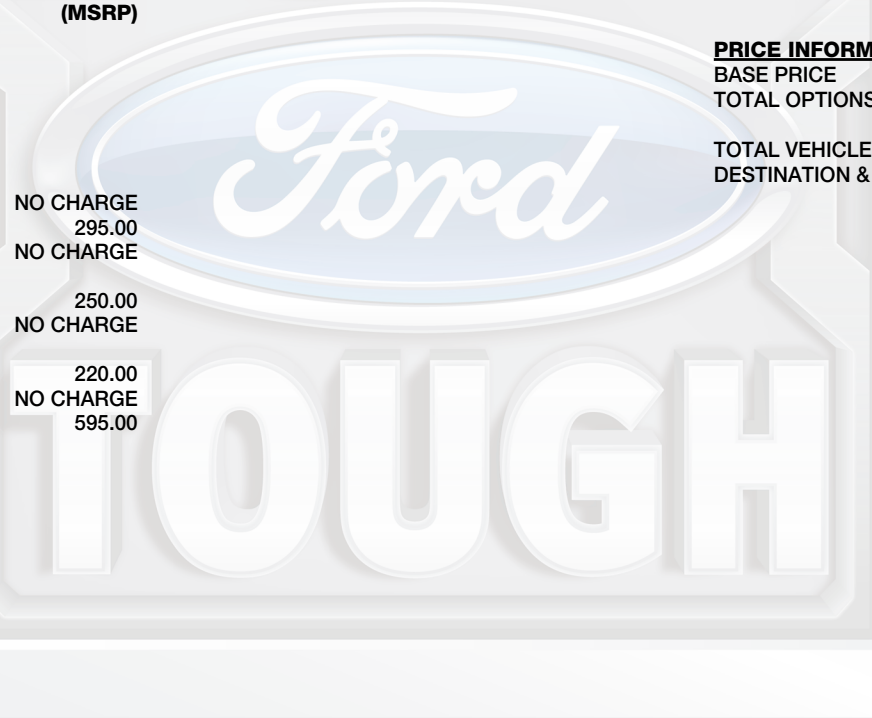 (MSRP)
PRICE INFORM
BASE PRICE
TOTAL OPTIONS
TOTAL VEHICLE
DESTINATION &
NO CHARGE
295.00
NO CHARGE
250.00
NO CHARGE
220.00
NO CHARGE
595.00
Ford
TOUGH